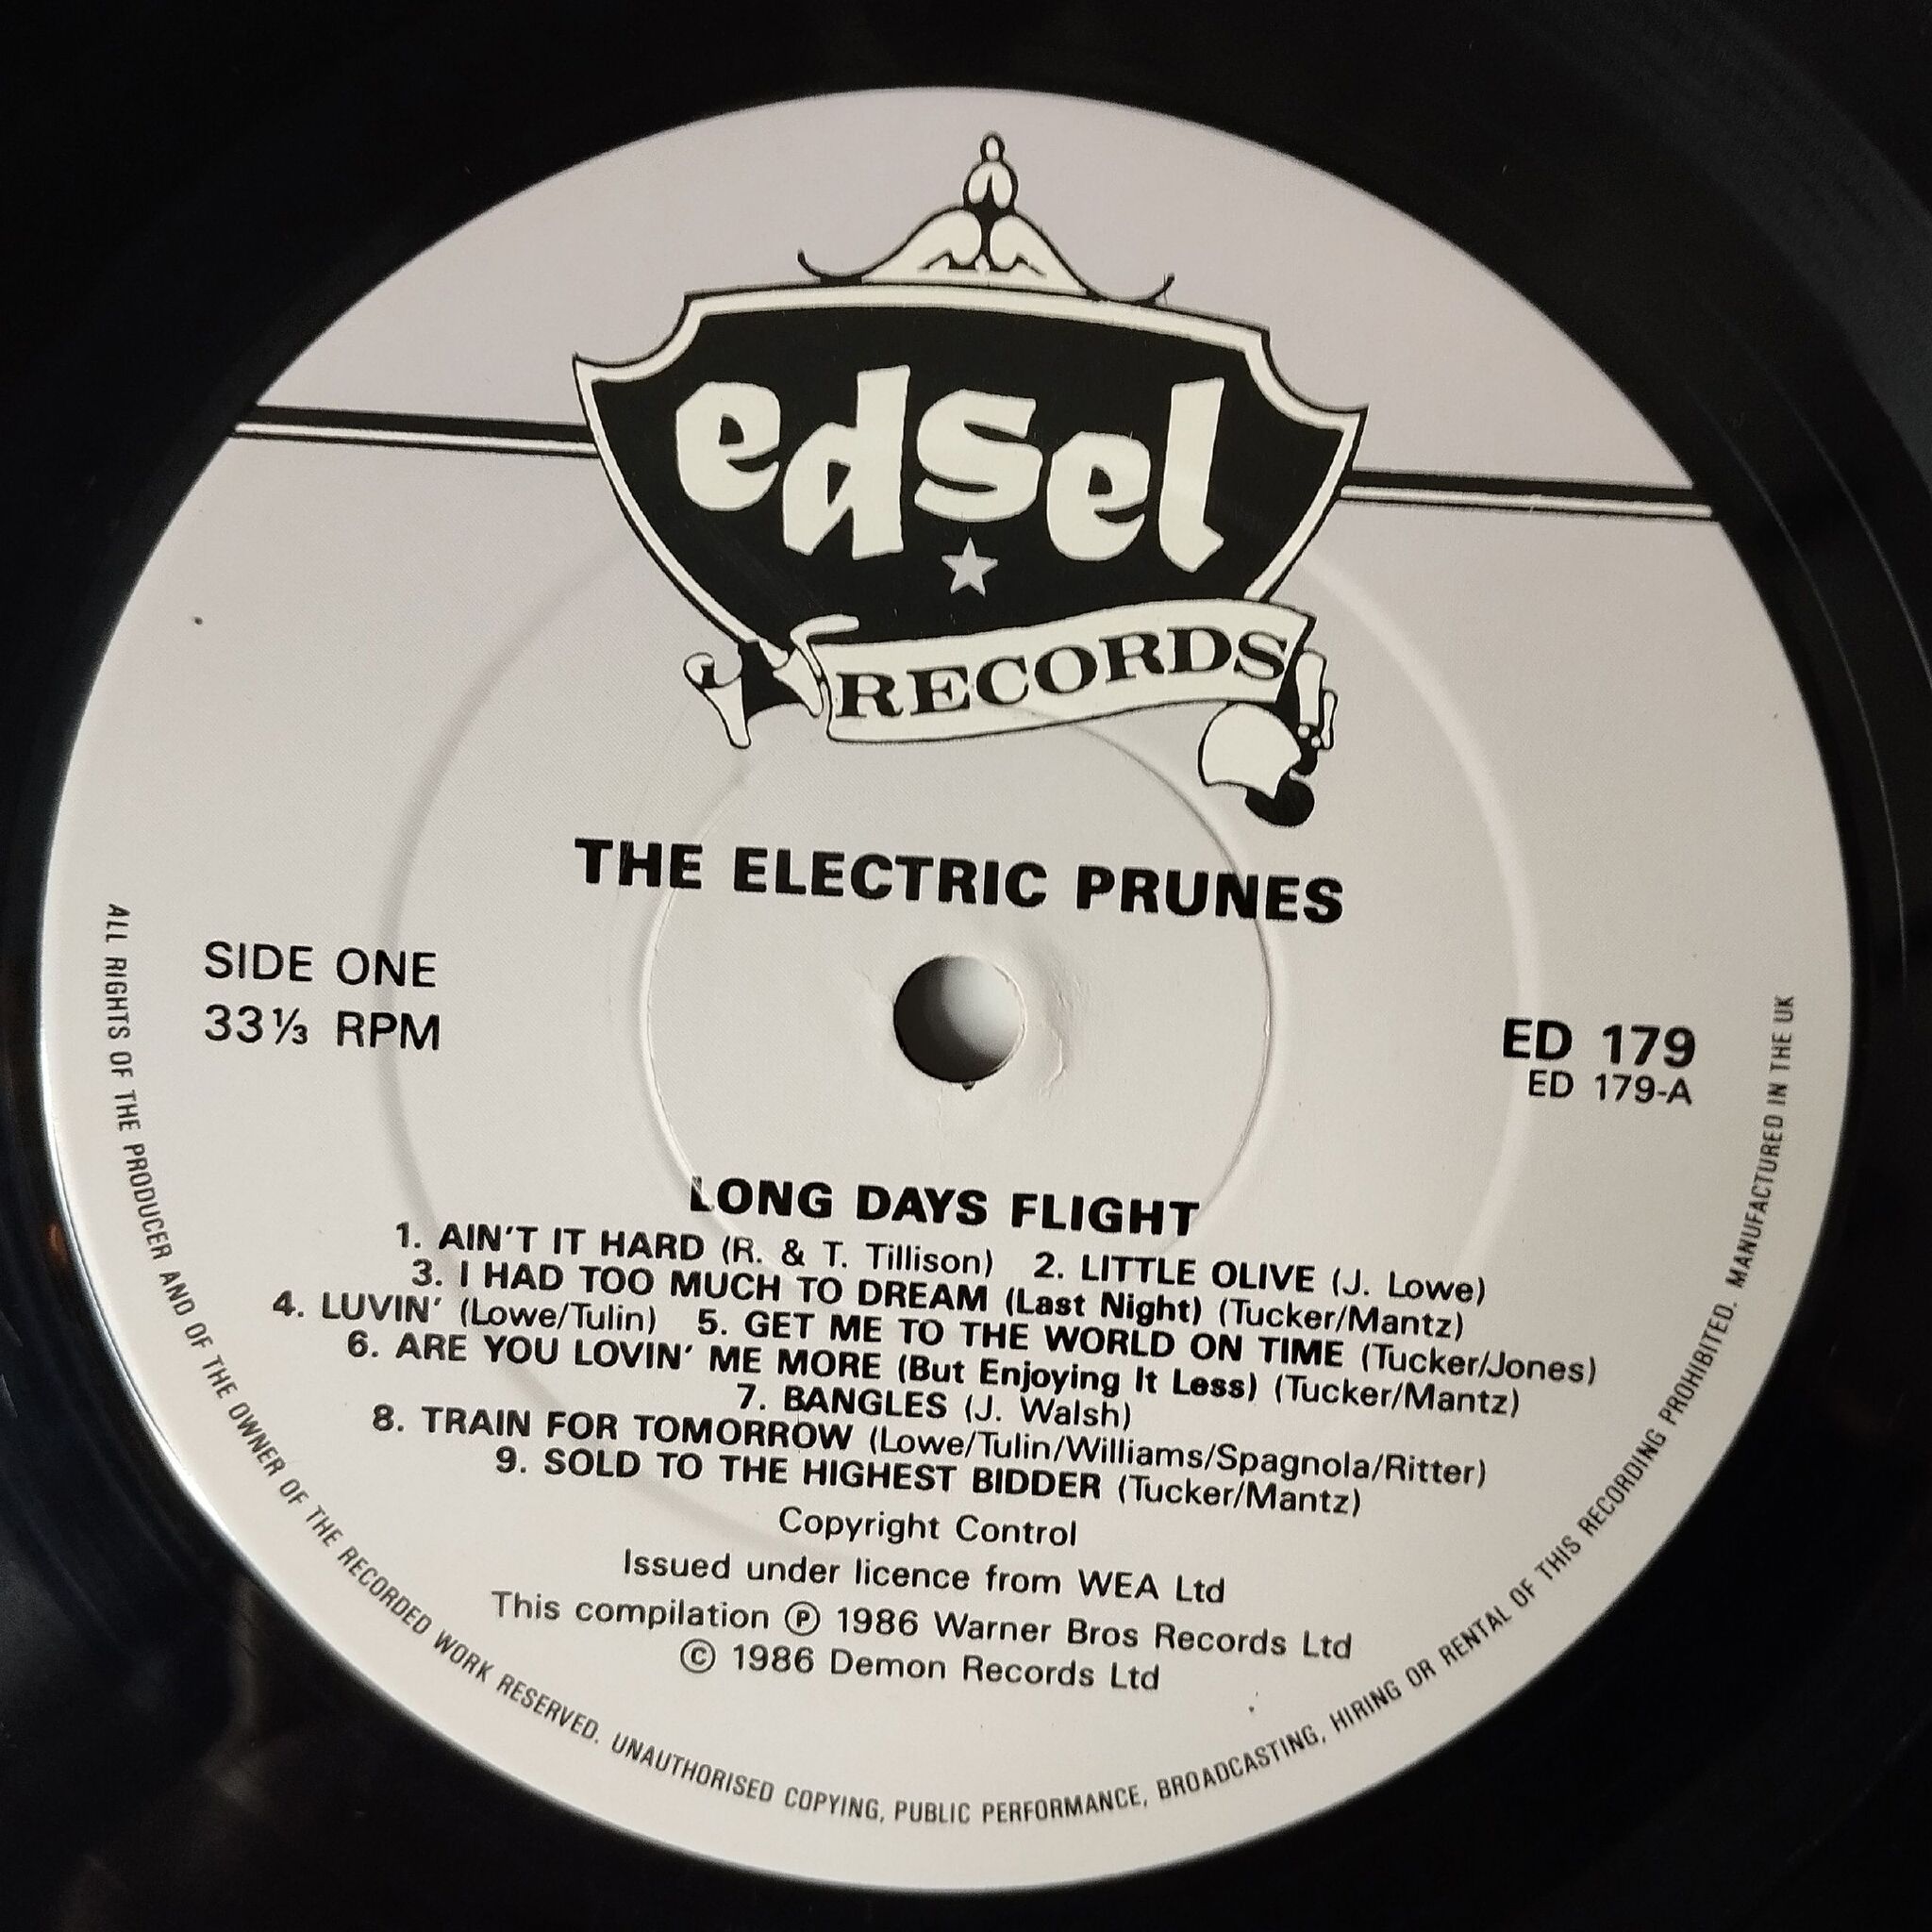 edsel
RECORDS
THE ELECTRIC PRUNES
SIDE ONE
33⅓ RPM
ED 179
ED 179-A
LONG DAYS FLIGHT
1. AIN'T IT HARD (R. & T. Tillison) 2. LITTLE OLIVE (J. Lowe)
3. I HAD TOO MUCH TO DREAM (Last Night) (Tucker/Mantz)
4. LUVIN' (Lowe/Tulin) 5. GET ME TO THE WORLD ON TIME (Tucker/Jones)
6. ARE YOU LOVIN' ME MORE (But Enjoying It Less) (Tucker/Mantz)
7. BANGLES (J. Walsh)
8. TRAIN FOR TOMORROW (Lowe/Tulin/Williams/Spagnola/Ritter)
9. SOLD TO THE HIGHEST BIDDER (Tucker/Mantz)
Copyright Control
Issued under licence from WEA Ltd
This compilation ℗ 1986 Warner Bros Records Ltd
© 1986 Demon Records Ltd
ALL RIGHTS OF THE PRODUCER AND OF THE OWNER OF THE RECORDED WORK RESERVED. UNAUTHORISED COPYING, PUBLIC PERFORMANCE, BROADCASTING, HIRING OR RENTAL OF THIS RECORDING PROHIBITED. MANUFACTURED IN THE UK